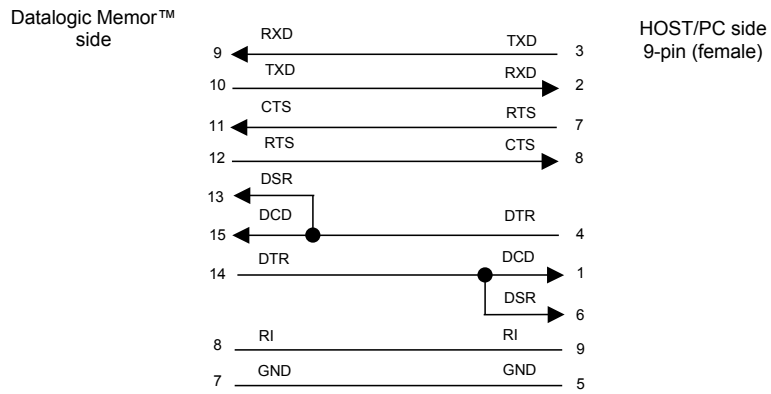 Datalogic Memor™
side
HOST/PC side
9-pin (female)
RXD TXD
9 3
TXD RXD
10 2
CTS RTS
11 7
RTS CTS
12 8
DSR
13
DCD DTR
15 4
DTR DCD
14 1
DSR
6
RI RI
8 9
GND GND
7 5